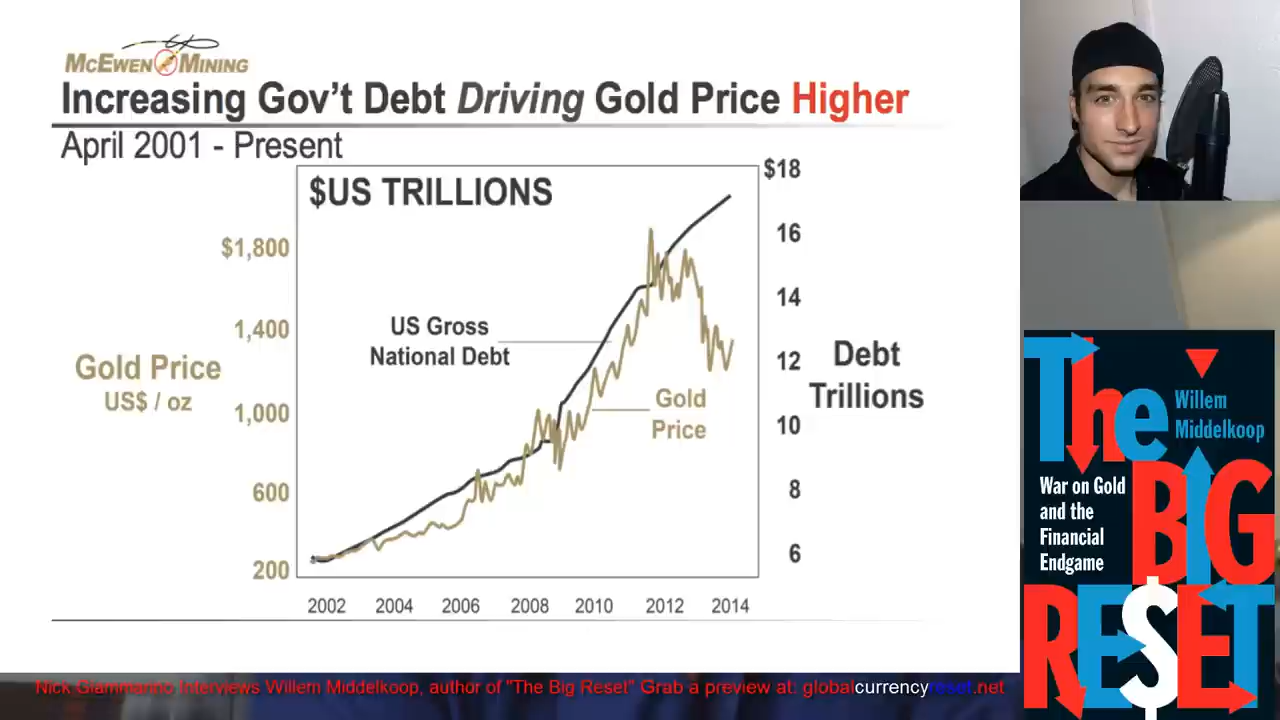 McEWEN MINING
Increasing Gov't Debt Driving Gold Price Higher
April 2001 - Present
$US TRILLIONS
$1,800
1,400
1,000
600
200
Gold Price
US$ / oz
US Gross
National Debt
Gold
Price
$18
16
14
12
10
8
6
Debt
Trillions
2002 2004 2006 2008 2010 2012 2014
The
Willem
Middelkoop
War on Gold
and the
Financial
Endgame
BIG
RE$ET
Nick Giammarino Interviews Willem Middelkoop, author of "The Big Reset" Grab a preview at: globalcurrencyreset.net